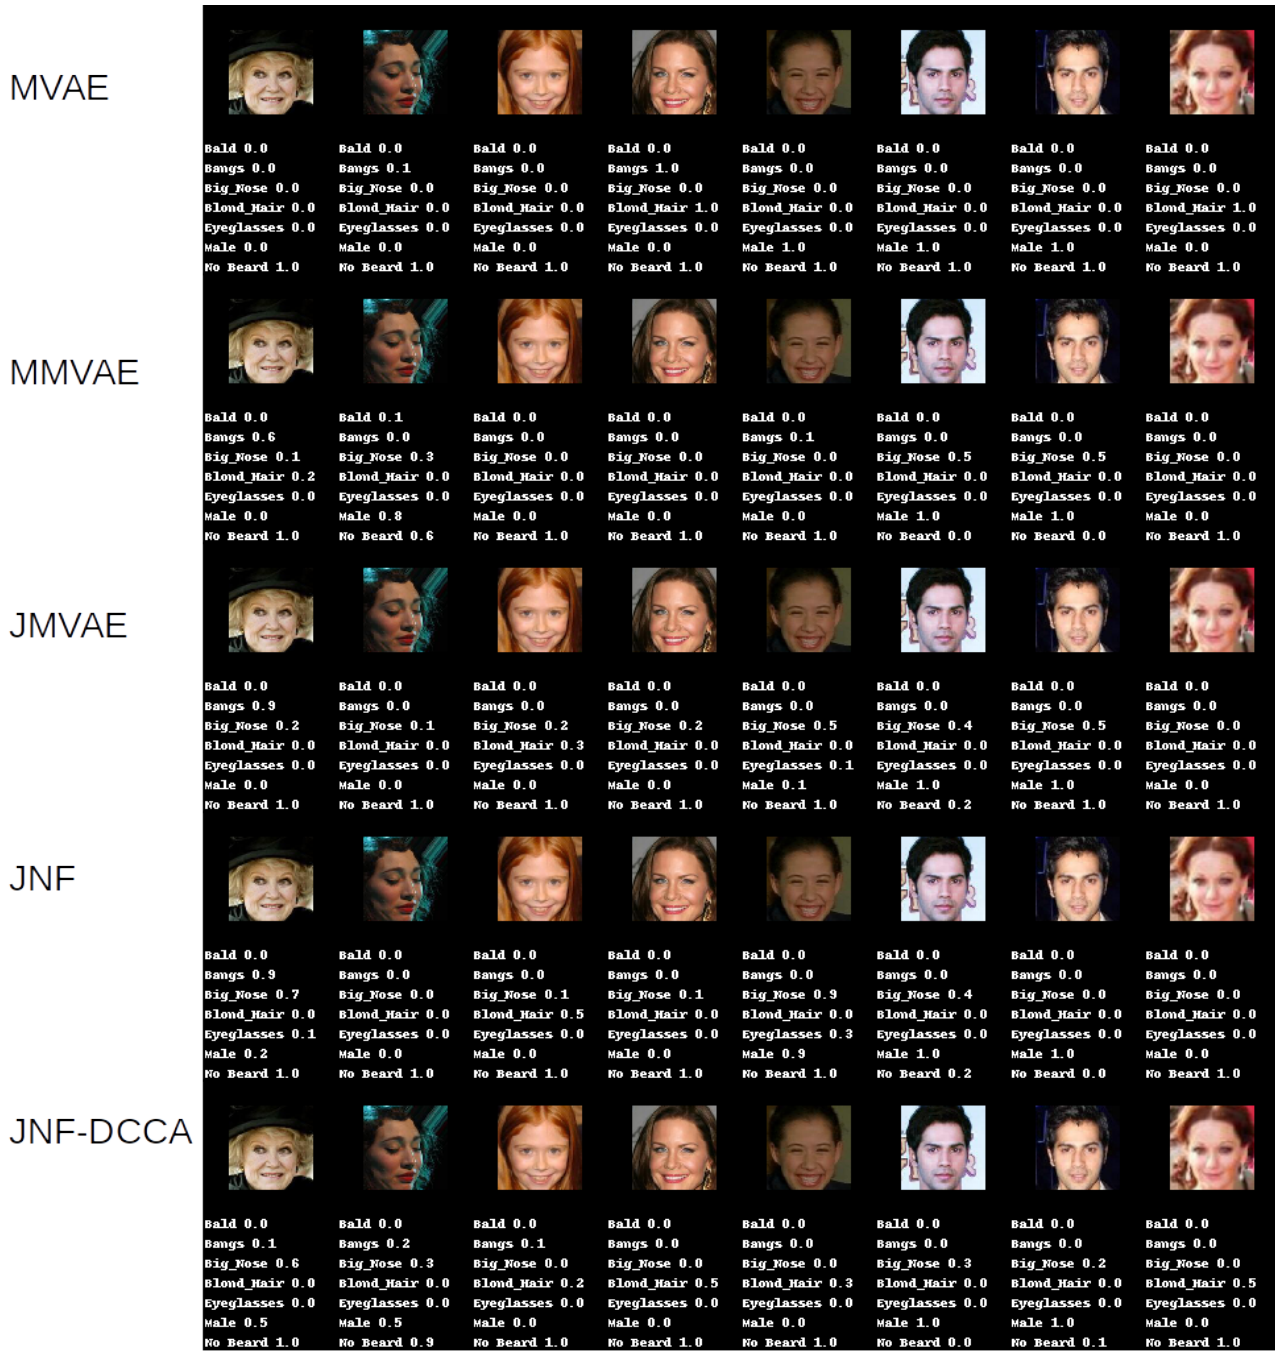 MVAE
Bald 0.0 Bald 0.0 Bald 0.0 Bald 0.0 Bald 0.0 Bald 0.0 Bald 0.0 Bald 0.0
Bangs 0.0 Bangs 0.1 Bangs 0.0 Bangs 1.0 Bangs 0.0 Bangs 0.0 Bangs 0.0 Bangs 0.0
Big_Nose 0.0 Big_Nose 0.0 Big_Nose 0.0 Big_Nose 0.0 Big_Nose 0.0 Big_Nose 0.0 Big_Nose 0.0 Big_Nose 0.0
Blond_Hair 0.0 Blond_Hair 0.0 Blond_Hair 0.0 Blond_Hair 1.0 Blond_Hair 0.0 Blond_Hair 0.0 Blond_Hair 0.0 Blond_Hair 1.0
Eyeglasses 0.0 Eyeglasses 0.0 Eyeglasses 0.0 Eyeglasses 0.0 Eyeglasses 0.0 Eyeglasses 0.0 Eyeglasses 0.0 Eyeglasses 0.0
Male 0.0 Male 0.0 Male 0.0 Male 0.0 Male 1.0 Male 1.0 Male 1.0 Male 0.0
No Beard 1.0 No Beard 1.0 No Beard 1.0 No Beard 1.0 No Beard 1.0 No Beard 1.0 No Beard 1.0 No Beard 1.0
MMVAE
Bald 0.0 Bald 0.1 Bald 0.0 Bald 0.0 Bald 0.0 Bald 0.0 Bald 0.0 Bald 0.0
Bangs 0.6 Bangs 0.0 Bangs 0.0 Bangs 0.0 Bangs 0.1 Bangs 0.0 Bangs 0.0 Bangs 0.0
Big_Nose 0.1 Big_Nose 0.3 Big_Nose 0.0 Big_Nose 0.0 Big_Nose 0.0 Big_Nose 0.5 Big_Nose 0.5 Big_Nose 0.0
Blond_Hair 0.2 Blond_Hair 0.0 Blond_Hair 0.0 Blond_Hair 0.0 Blond_Hair 0.0 Blond_Hair 0.0 Blond_Hair 0.0 Blond_Hair 0.0
Eyeglasses 0.0 Eyeglasses 0.0 Eyeglasses 0.0 Eyeglasses 0.0 Eyeglasses 0.0 Eyeglasses 0.0 Eyeglasses 0.0 Eyeglasses 0.0
Male 0.0 Male 0.8 Male 0.0 Male 0.0 Male 0.0 Male 1.0 Male 1.0 Male 0.0
No Beard 1.0 No Beard 0.6 No Beard 1.0 No Beard 1.0 No Beard 1.0 No Beard 0.0 No Beard 0.0 No Beard 1.0
JMVAE
Bald 0.0 Bald 0.0 Bald 0.0 Bald 0.0 Bald 0.0 Bald 0.0 Bald 0.0 Bald 0.0
Bangs 0.9 Bangs 0.0 Bangs 0.0 Bangs 0.0 Bangs 0.0 Bangs 0.0 Bangs 0.0 Bangs 0.0
Big_Nose 0.2 Big_Nose 0.1 Big_Nose 0.2 Big_Nose 0.2 Big_Nose 0.5 Big_Nose 0.4 Big_Nose 0.5 Big_Nose 0.0
Blond_Hair 0.0 Blond_Hair 0.0 Blond_Hair 0.3 Blond_Hair 0.0 Blond_Hair 0.0 Blond_Hair 0.0 Blond_Hair 0.0 Blond_Hair 0.0
Eyeglasses 0.0 Eyeglasses 0.0 Eyeglasses 0.0 Eyeglasses 0.0 Eyeglasses 0.1 Eyeglasses 0.0 Eyeglasses 0.0 Eyeglasses 0.0
Male 0.0 Male 0.0 Male 0.0 Male 0.0 Male 0.1 Male 1.0 Male 1.0 Male 0.0
No Beard 1.0 No Beard 1.0 No Beard 1.0 No Beard 1.0 No Beard 1.0 No Beard 0.2 No Beard 1.0 No Beard 1.0
JNF
Bald 0.0 Bald 0.0 Bald 0.0 Bald 0.0 Bald 0.0 Bald 0.0 Bald 0.0 Bald 0.0
Bangs 0.9 Bangs 0.0 Bangs 0.0 Bangs 0.0 Bangs 0.0 Bangs 0.0 Bangs 0.0 Bangs 0.0
Big_Nose 0.7 Big_Nose 0.0 Big_Nose 0.1 Big_Nose 0.1 Big_Nose 0.9 Big_Nose 0.4 Big_Nose 0.0 Big_Nose 0.0
Blond_Hair 0.0 Blond_Hair 0.0 Blond_Hair 0.5 Blond_Hair 0.0 Blond_Hair 0.0 Blond_Hair 0.0 Blond_Hair 0.0 Blond_Hair 0.0
Eyeglasses 0.1 Eyeglasses 0.0 Eyeglasses 0.0 Eyeglasses 0.0 Eyeglasses 0.3 Eyeglasses 0.0 Eyeglasses 0.0 Eyeglasses 0.0
Male 0.2 Male 0.0 Male 0.0 Male 0.0 Male 0.9 Male 1.0 Male 1.0 Male 0.0
No Beard 1.0 No Beard 1.0 No Beard 1.0 No Beard 1.0 No Beard 1.0 No Beard 0.2 No Beard 0.0 No Beard 1.0
JNF-DCCA
Bald 0.0 Bald 0.0 Bald 0.0 Bald 0.0 Bald 0.0 Bald 0.0 Bald 0.0 Bald 0.0
Bangs 0.1 Bangs 0.2 Bangs 0.1 Bangs 0.0 Bangs 0.0 Bangs 0.0 Bangs 0.0 Bangs 0.0
Big_Nose 0.6 Big_Nose 0.3 Big_Nose 0.0 Big_Nose 0.0 Big_Nose 0.0 Big_Nose 0.3 Big_Nose 0.2 Big_Nose 0.0
Blond_Hair 0.0 Blond_Hair 0.0 Blond_Hair 0.2 Blond_Hair 0.5 Blond_Hair 0.3 Blond_Hair 0.0 Blond_Hair 0.0 Blond_Hair 0.5
Eyeglasses 0.0 Eyeglasses 0.0 Eyeglasses 0.0 Eyeglasses 0.0 Eyeglasses 0.0 Eyeglasses 0.0 Eyeglasses 0.0 Eyeglasses 0.0
Male 0.5 Male 0.5 Male 0.0 Male 0.0 Male 0.0 Male 1.0 Male 1.0 Male 0.0
No Beard 1.0 No Beard 0.9 No Beard 1.0 No Beard 1.0 No Beard 1.0 No Beard 0.0 No Beard 0.1 No Beard 1.0